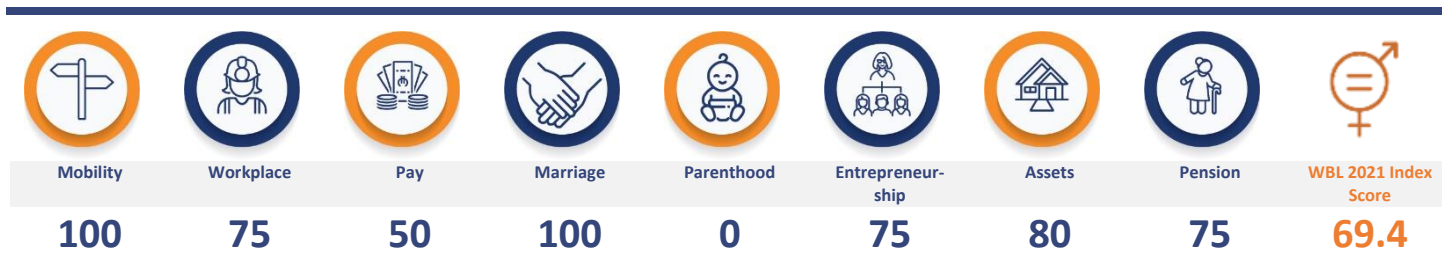 Mobility
Workplace
Pay
Marriage
Parenthood
Entrepreneur-
ship
Assets
Pension
WBL 2021 Index
Score
100
75
50
100
0
75
80
75
69.4